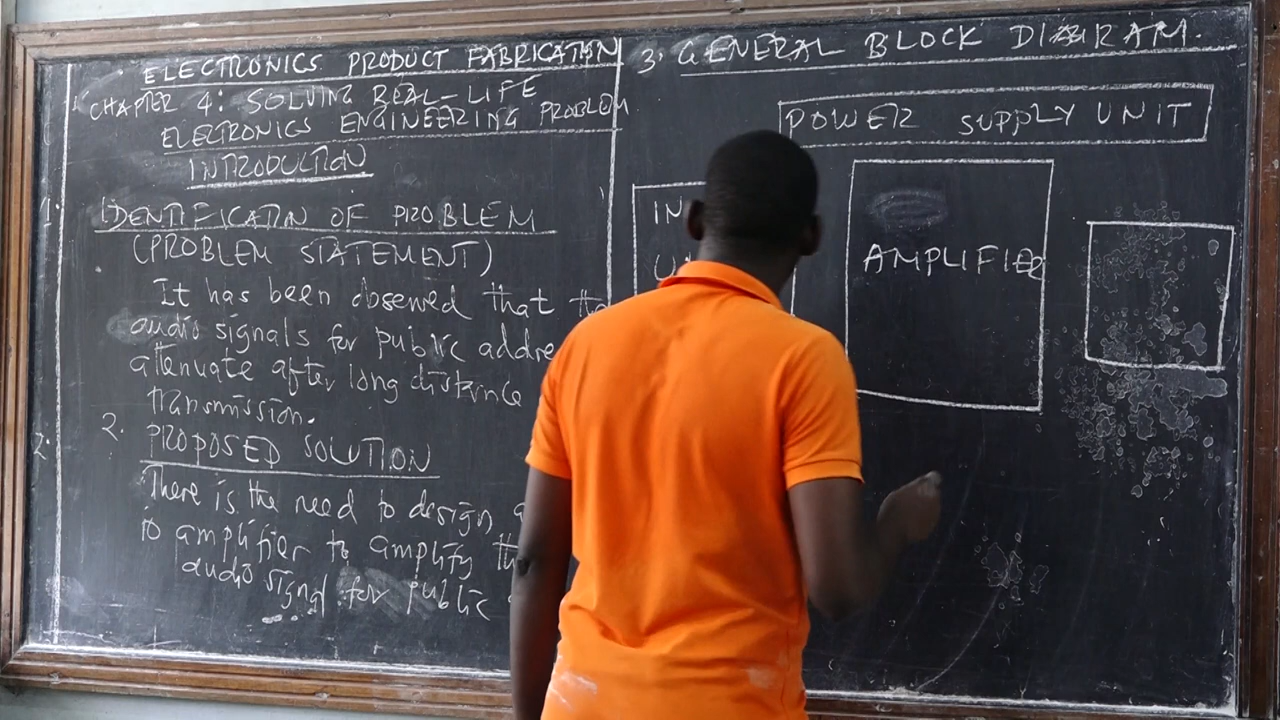 ELECTRONICS PRODUCT FABRICATION
CHAPTER 4: SOLVING REAL-LIFE
ELECTRONICS ENGINEERING PROBLEM
INTRODUCTION
1. IDENTIFICATION OF PROBLEM
(PROBLEM STATEMENT)
It has been observed that the
audio signals for public addre
attenuate after long distance
transmission.
2. 2. PROPOSED SOLUTION
There is the need to design, a
io amplifier to amplify th
audio signal for public
3. GENERAL BLOCK DIAGRAM.
POWER SUPPLY UNIT
IN
U
AMPLIFIER